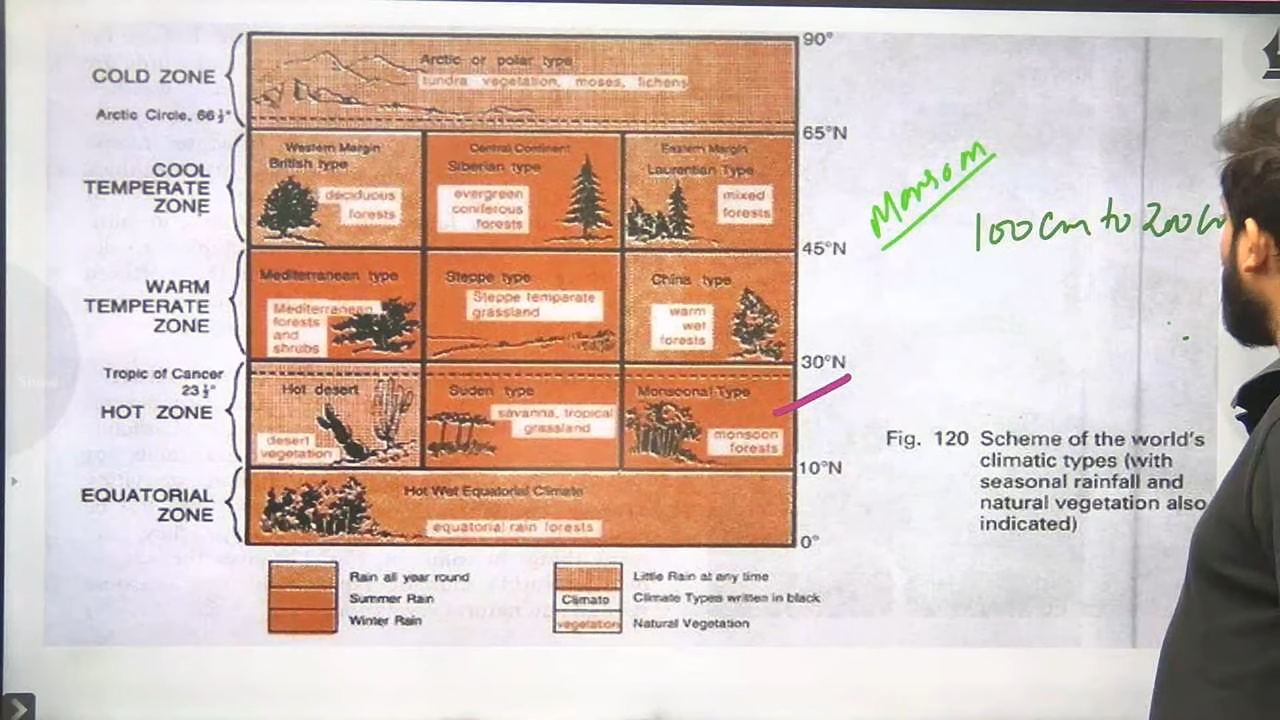 90°
Arctic or polar type
COLD ZONE
tundra vegetation, moses, lichens
Arctic Circle, 66½°
65°N
Western Margin
British type
Central Continent
Siberian type
Eastern Margin
Laurentian Type
COOL
TEMPERATE
ZONE
deciduous
forests
evergreen
coniferous
forests
mixed
forests
Monsoon
100cm to 200c
45°N
Mediterranean type
Steppe type
China type
WARM
TEMPERATE
ZONE
Mediterranean
forests
and
shrubs
Steppe temparate
grassland
warm
wet
forests
30°N
Tropic of Cancer
23½°
HOT ZONE
Hot desert
Suden type
Monsoonal Type
desert
vegetation
savanna, tropical
grassland
monsoon
forests
10°N
Fig. 120 Scheme of the world's
climatic types (with
seasonal rainfall and
natural vegetation also
indicated)
EQUATORIAL
ZONE
Hot Wet Equatorial Climate
equatorial rain forests
0°
Rain all year round
Summer Rain
Winter Rain
Little Rain at any time
Climate
Climate Types written in black
vegetation
Natural Vegetation